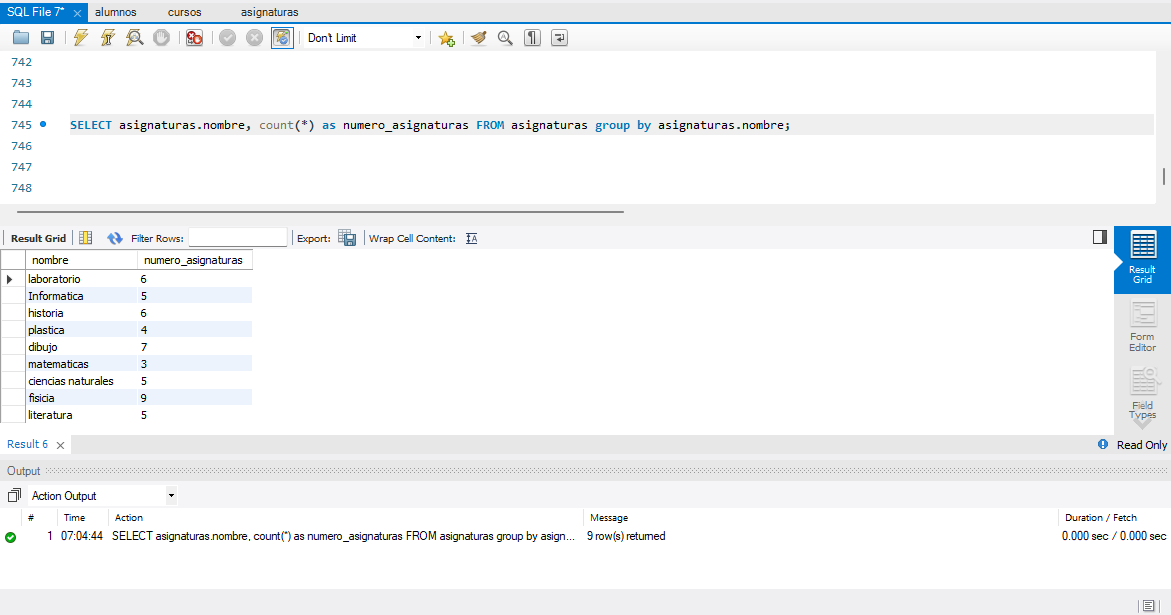 SQL File 7* × alumnos cursos asignaturas
Don't Limit
742
743
744
745 SELECT asignaturas.nombre, count(*) as numero_asignaturas FROM asignaturas group by asignaturas.nombre;
746
747
748
Result Grid Filter Rows: Export: Wrap Cell Content: IA
nombre numero_asignaturas
laboratorio 6
Informatica 5
historia 6
plastica 4
dibujo 7
matematicas 3
ciencias naturales 5
fisicia 9
literatura 5
Result
Grid
Form
Editor
Field
Types
Result 6 × Read Only
Output
Action Output
# Time Action Message Duration / Fetch
1 07:04:44 SELECT asignaturas.nombre, count(*) as numero_asignaturas FROM asignaturas group by asign... 9 row(s) returned 0.000 sec / 0.000 sec